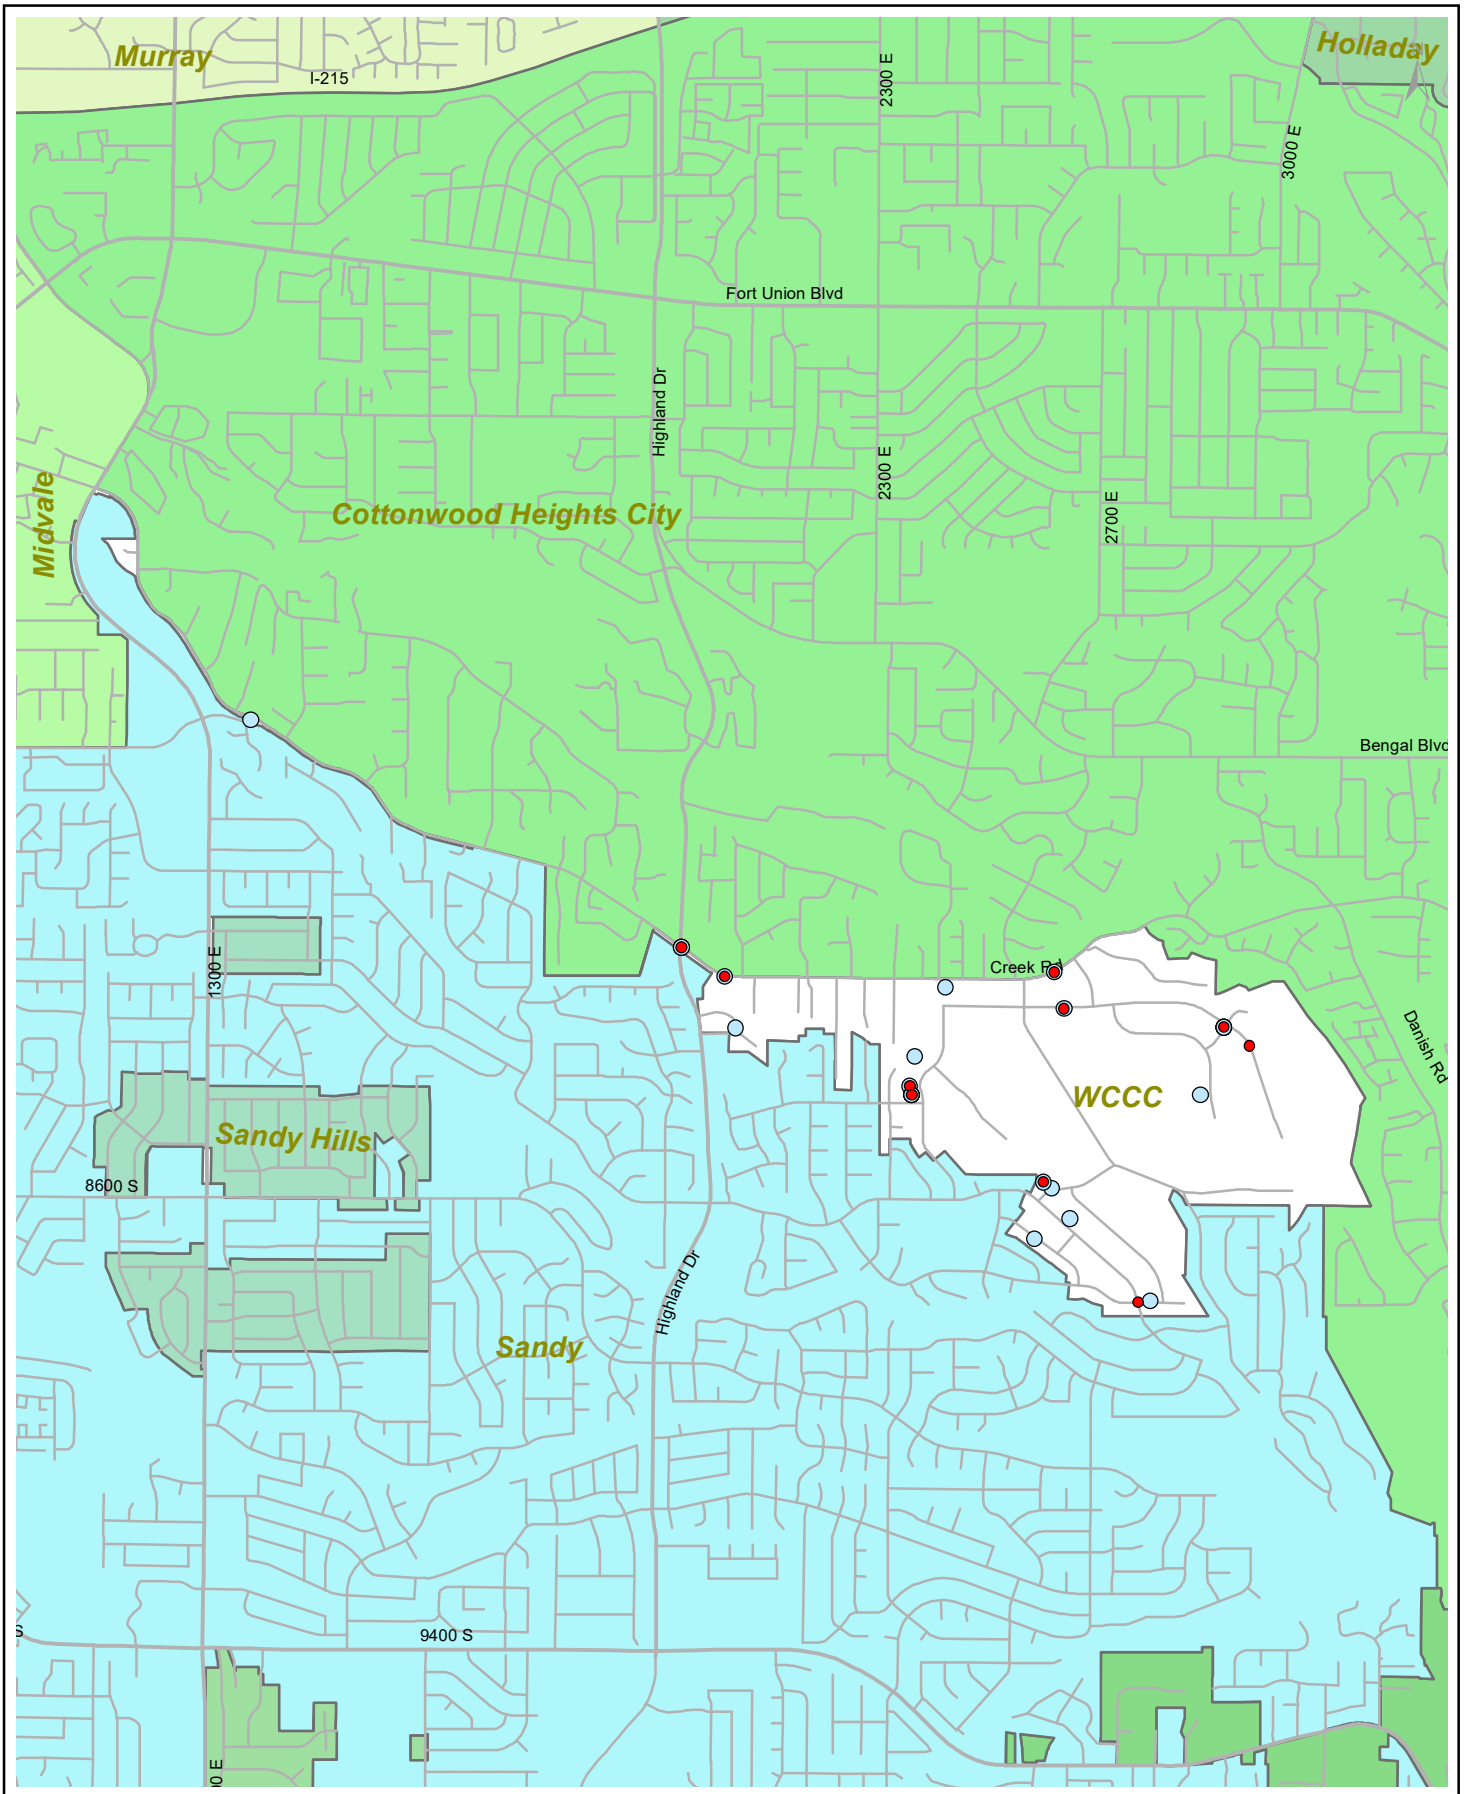 Murray
Holladay
I-215
2300 E
3000 E
Fort Union Blvd
Highland Dr
2300 E
Midvale
Cottonwood Heights City
2700 E
Bengal Blvd
1300 E
Creek Rd
Danish Rd
WCCC
Sandy Hills
8600 S
Highland Dr
Sandy
S
9400 S
00 E